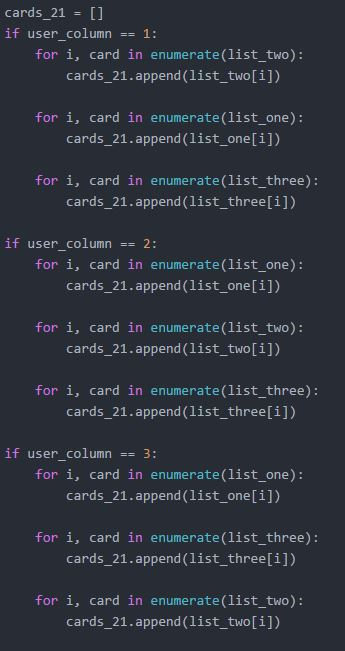 cards_21 = []
if user_column == 1:
    for i, card in enumerate(list_two):
        cards_21.append(list_two[i])

    for i, card in enumerate(list_one):
        cards_21.append(list_one[i])

    for i, card in enumerate(list_three):
        cards_21.append(list_three[i])

if user_column == 2:
    for i, card in enumerate(list_one):
        cards_21.append(list_one[i])

    for i, card in enumerate(list_two):
        cards_21.append(list_two[i])

    for i, card in enumerate(list_three):
        cards_21.append(list_three[i])

if user_column == 3:
    for i, card in enumerate(list_one):
        cards_21.append(list_one[i])

    for i, card in enumerate(list_three):
        cards_21.append(list_three[i])

    for i, card in enumerate(list_two):
        cards_21.append(list_two[i])